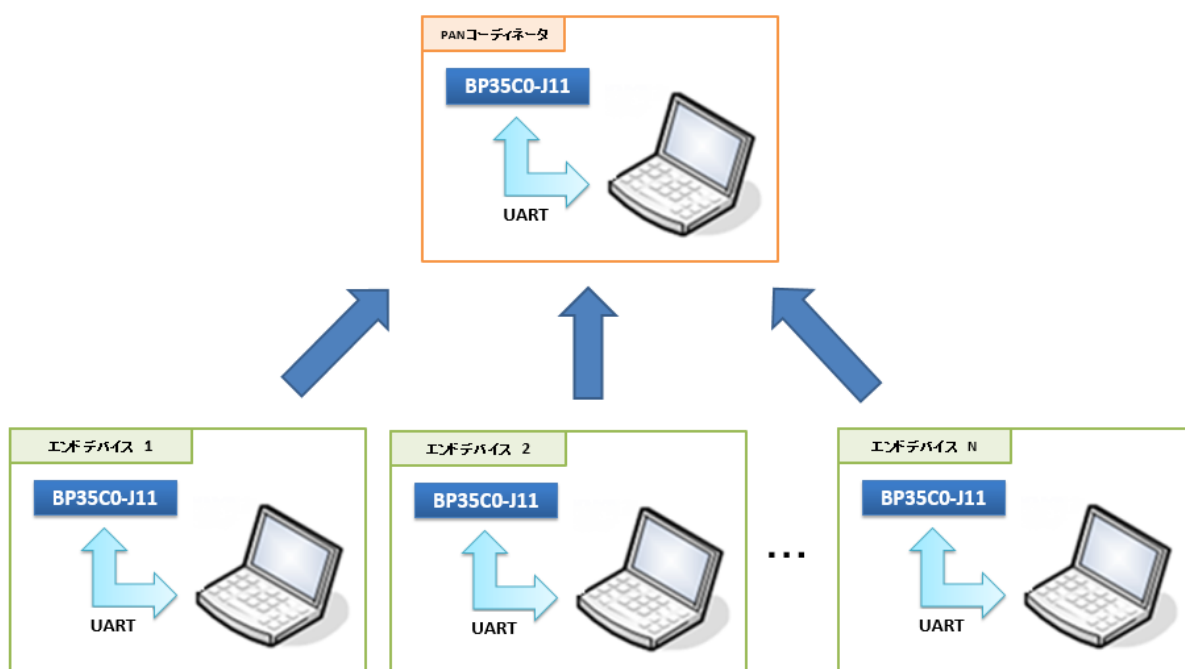 PANコーディネータ
BP35C0-J11
UART
エンドデバイス 1
BP35C0-J11
UART
エンドデバイス 2
BP35C0-J11
UART
...
エンドデバイス N
BP35C0-J11
UART